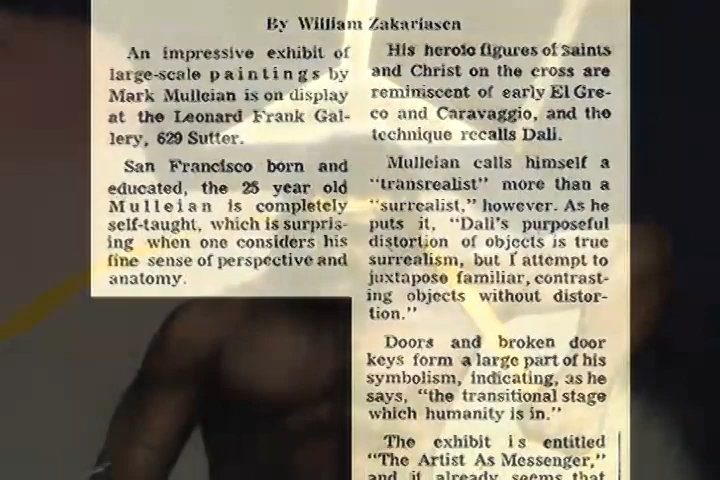 By William Zakariasen
An impressive exhibit of
large-scale paintings by
Mark Mulleian is on display
at the Leonard Frank Gal-
lery, 629 Sutter.
San Francisco born and
educated, the 25 year old
Mulleian is completely
self-taught, which is surpris-
ing when one considers his
fine sense of perspective and
anatomy.
His heroic figures of Saints
and Christ on the cross are
reminiscent of early El Gre-
co and Caravaggio, and the
technique recalls Dali.
Mulleian calls himself a
"transrealist" more than a
"surrealist," however. As he
puts it, "Dali's purposeful
distortion of objects is true
surrealism, but I attempt to
juxtapose familiar, contrast-
ing objects without distor-
tion."
Doors and broken door
keys form a large part of his
symbolism, indicating, as he
says, "the transitional stage
which humanity is in."
The exhibit is entitled
"The Artist As Messenger,"
and it already seems that